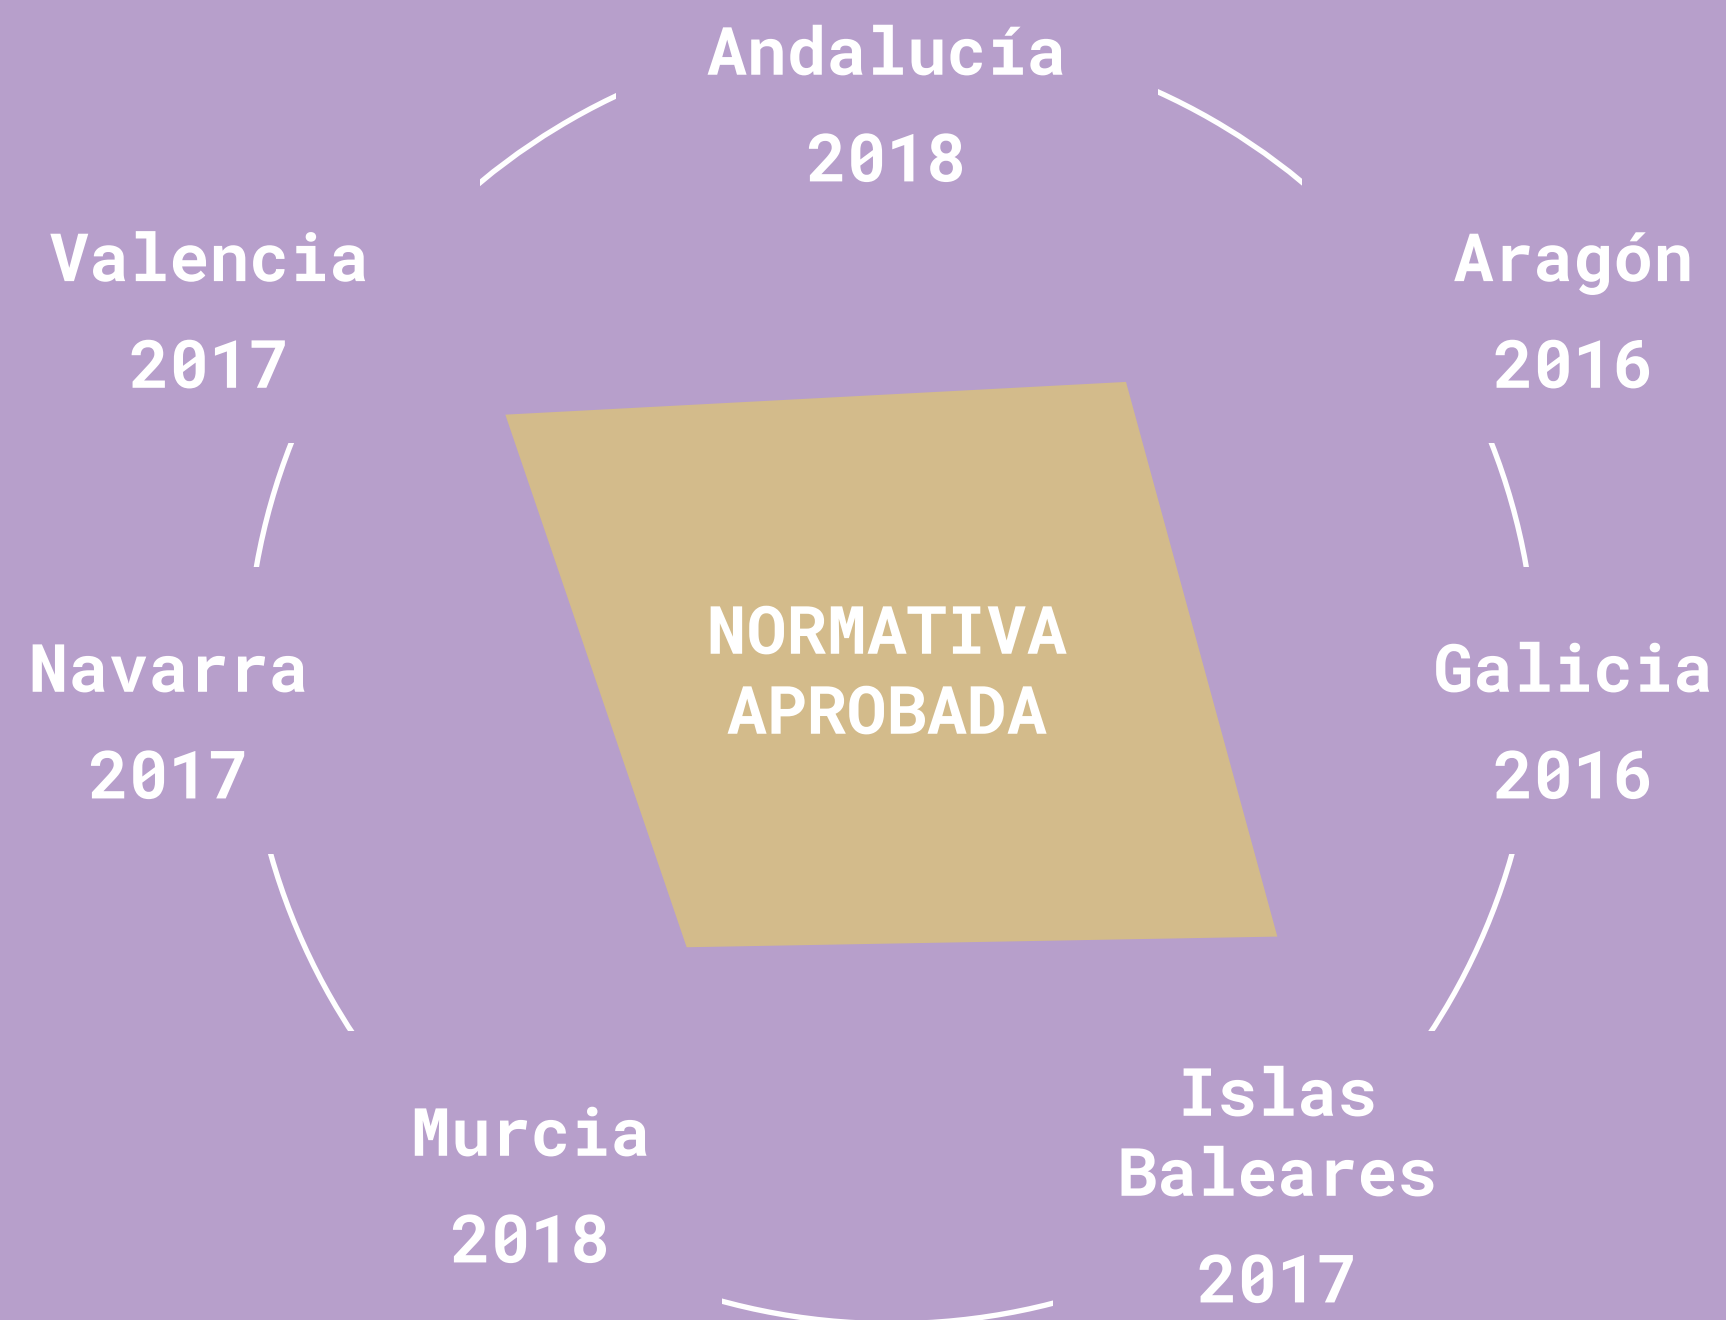 Andalucía
2018
Aragón
2016
Galicia
2016
Islas
Baleares
2017
Murcia
2018
Navarra
2017
Valencia
2017
NORMATIVA
APROBADA